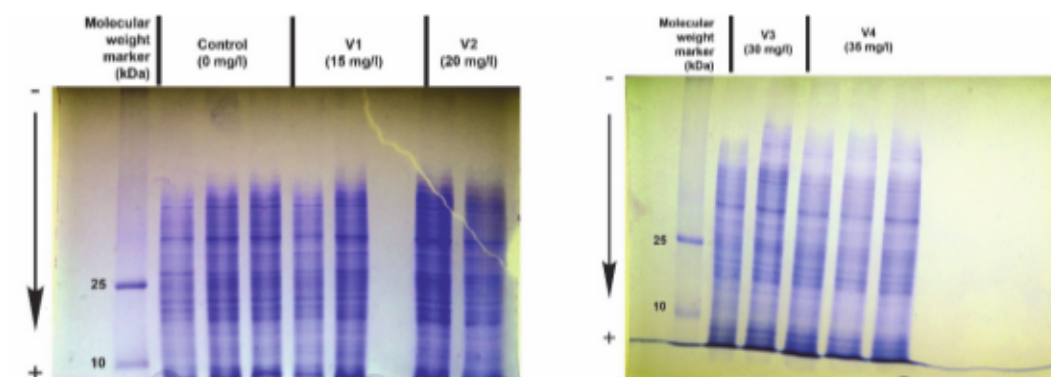 Molecular
weight
marker
(kDa)
Control
(0 mg/l)
V1
(15 mg/l)
V2
(20 mg/l)
-
25
10
+
Molecular
weight
marker
(kDa)
V3
(30 mg/l)
V4
(35 mg/l)
-
25
10
+